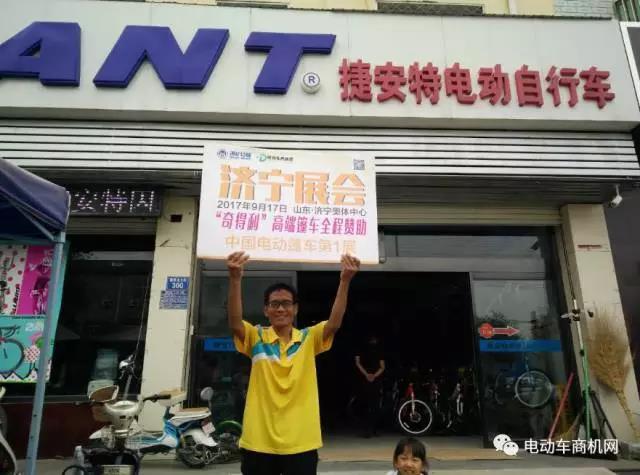 ANT® 捷安特电动自行车
济宁展会
2017年9月17日 山东·济宁奥体中心
“奇得利”高端篷车全程赞助
中国电动篷车第1展
安特因
300
电动车商机网